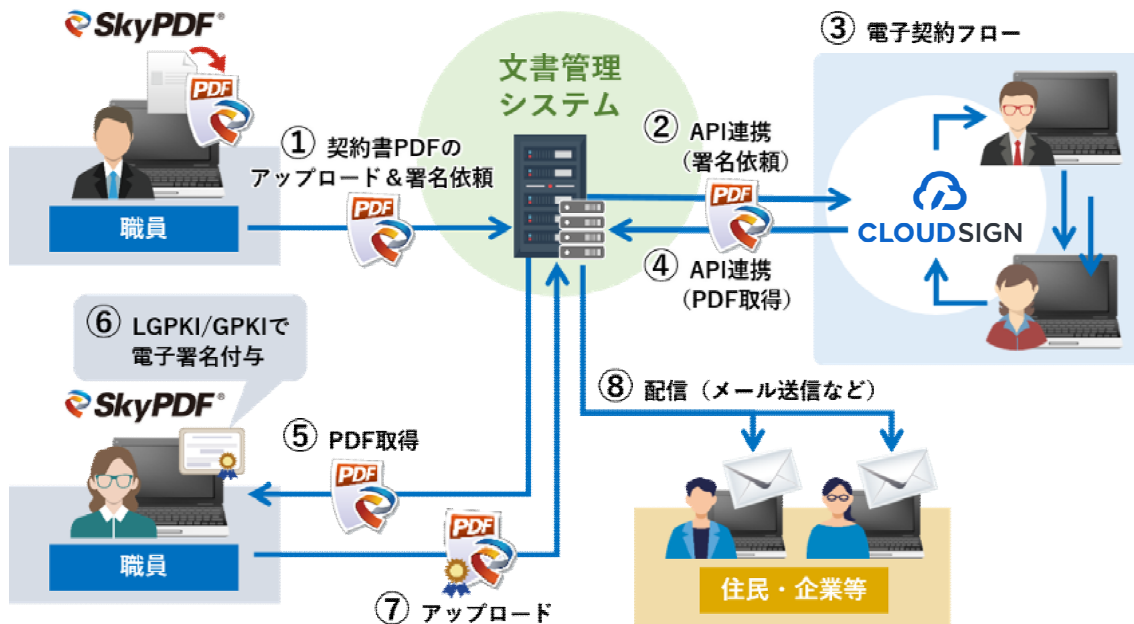 SkyPDF®
PDF
職員
① 契約書PDFの
アップロード＆署名依頼
PDF
文書管理
システム
② API連携
（署名依頼）
PDF
④ API連携
（PDF取得）
③ 電子契約フロー
CLOUDSIGN
⑥ LGPKI/GPKIで
電子署名付与
SkyPDF®
職員
⑤ PDF取得
PDF
PDF
⑦ アップロード
⑧ 配信（メール送信など）
住民・企業等